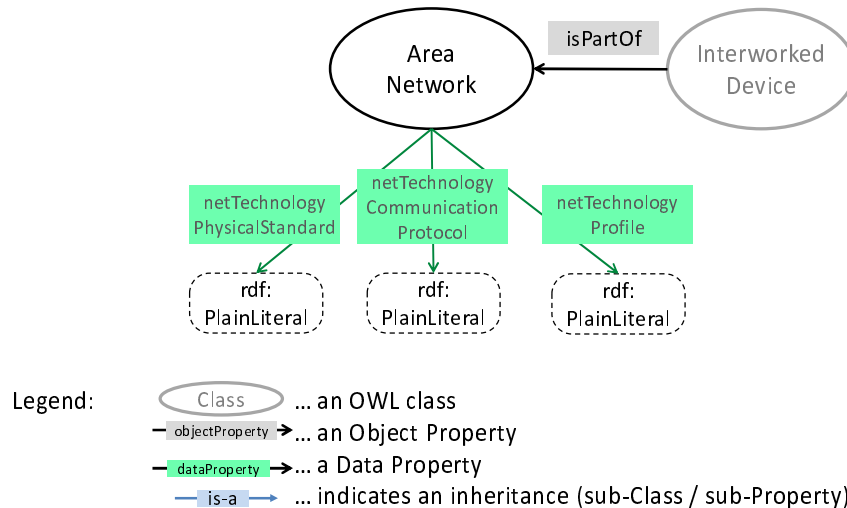 isPartOf
Area
Network
Interworked
Device
netTechnology
PhysicalStandard
netTechnology
Communication
Protocol
netTechnology
Profile
rdf:
PlainLiteral
rdf:
PlainLiteral
rdf:
PlainLiteral
Legend:
Class ... an OWL class
objectProperty ... an Object Property
dataProperty ... a Data Property
is-a ... indicates an inheritance (sub-Class / sub-Property)